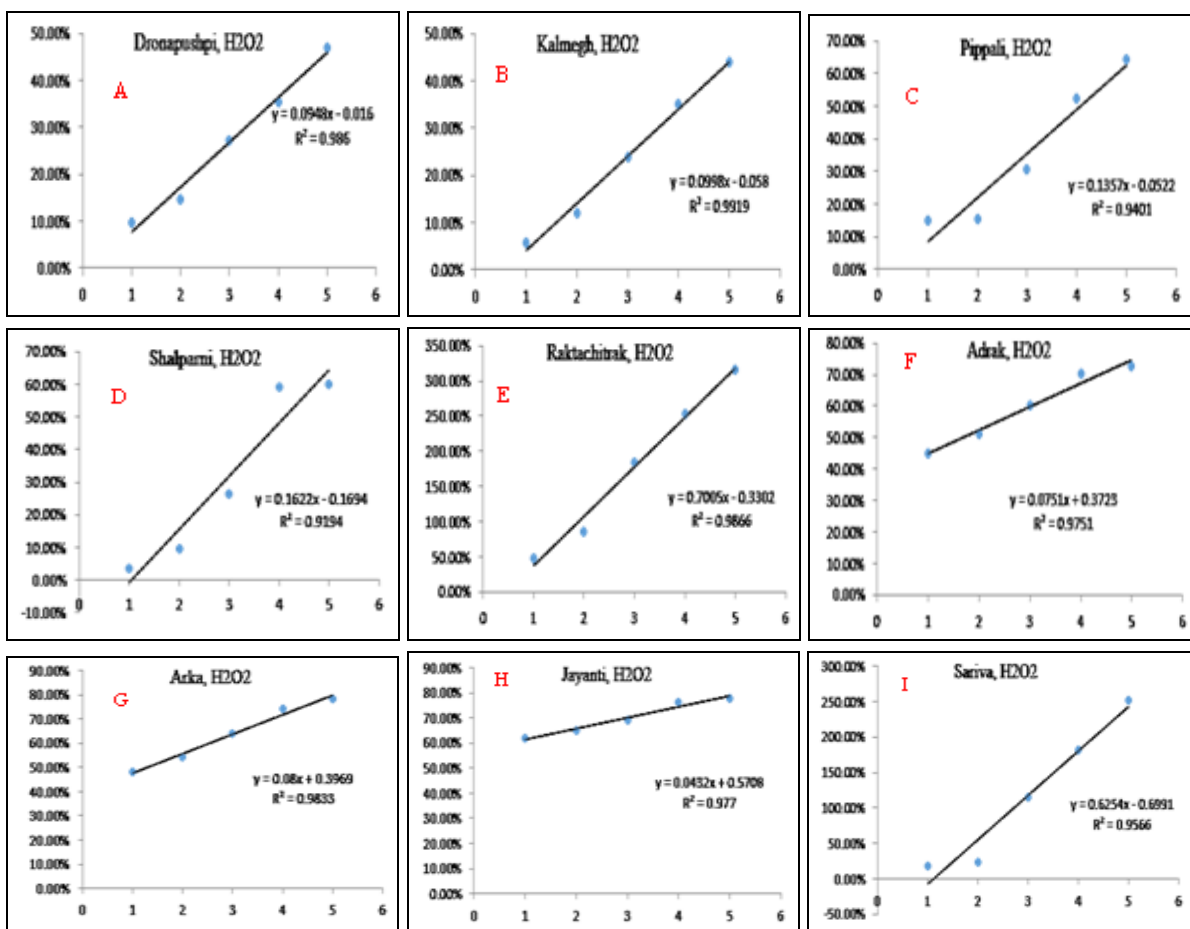 Dronapushpi, H2O2
A
50.00%
40.00%
30.00%
20.00%
10.00%
0.00%
y = 0.0948x - 0.016
R² = 0.986
0 1 2 3 4 5 6
Kalmegh, H2O2
B
50.00%
40.00%
30.00%
20.00%
10.00%
0.00%
y = 0.0998x - 0.058
R² = 0.9919
0 1 2 3 4 5 6
Pippali, H2O2
C
70.00%
60.00%
50.00%
40.00%
30.00%
20.00%
10.00%
0.00%
y = 0.1357x - 0.0522
R² = 0.9401
0 1 2 3 4 5 6
Shalparni, H2O2
D
70.00%
60.00%
50.00%
40.00%
30.00%
20.00%
10.00%
0.00%
-10.00%
y = 0.1622x - 0.1694
R² = 0.9194
0 1 2 3 4 5 6
Raktachitrak, H2O2
E
350.00%
300.00%
250.00%
200.00%
150.00%
100.00%
50.00%
0.00%
y = 0.7005x - 0.3302
R² = 0.9866
0 1 2 3 4 5 6
Adrak, H2O2
F
80.00%
70.00%
60.00%
50.00%
40.00%
30.00%
20.00%
10.00%
0.00%
y = 0.0751x + 0.3723
R² = 0.9751
0 1 2 3 4 5 6
Arka, H2O2
G
90.00%
80.00%
70.00%
60.00%
50.00%
40.00%
30.00%
20.00%
10.00%
0.00%
y = 0.08x + 0.3969
R² = 0.9833
0 1 2 3 4 5 6
Jayanti, H2O2
H
90.00%
80.00%
70.00%
60.00%
50.00%
40.00%
30.00%
20.00%
10.00%
0.00%
y = 0.0432x + 0.5708
R² = 0.977
0 1 2 3 4 5 6
Sariva, H2O2
I
300.00%
250.00%
200.00%
150.00%
100.00%
50.00%
0.00%
-50.00%
y = 0.6254x - 0.6991
R² = 0.9566
0 1 2 3 4 5 6